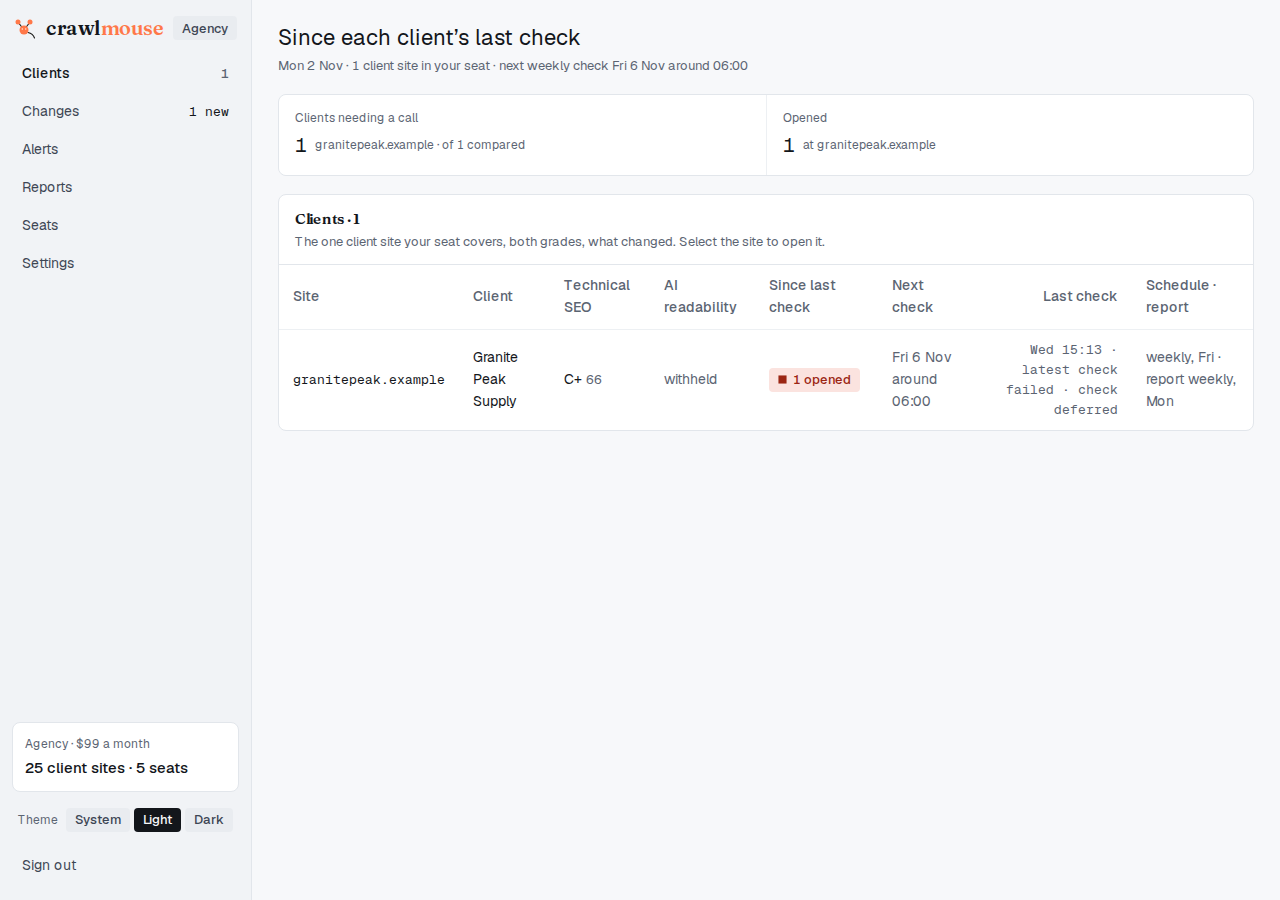 crawlmouse Agency
Clients 1
Changes 1 new
Alerts
Reports
Seats
Settings
Agency · $99 a month
25 client sites · 5 seats
Theme System Light Dark
Sign out
Since each client’s last check
Mon 2 Nov · 1 client site in your seat · next weekly check Fri 6 Nov around 06:00
Clients needing a call
1 granitepeak.example · of 1 compared
Opened
1 at granitepeak.example
Clients · 1
The one client site your seat covers, both grades, what changed. Select the site to open it.
Site
Client
Technical
SEO
AI
readability
Since last
check
Next
check
Last check
Schedule ·
report
granitepeak.example
Granite
Peak
Supply
C+ 66
withheld
1 opened
Fri 6 Nov
around
06:00
Wed 15:13 ·
latest check
failed · check
deferred
weekly, Fri ·
report weekly,
Mon